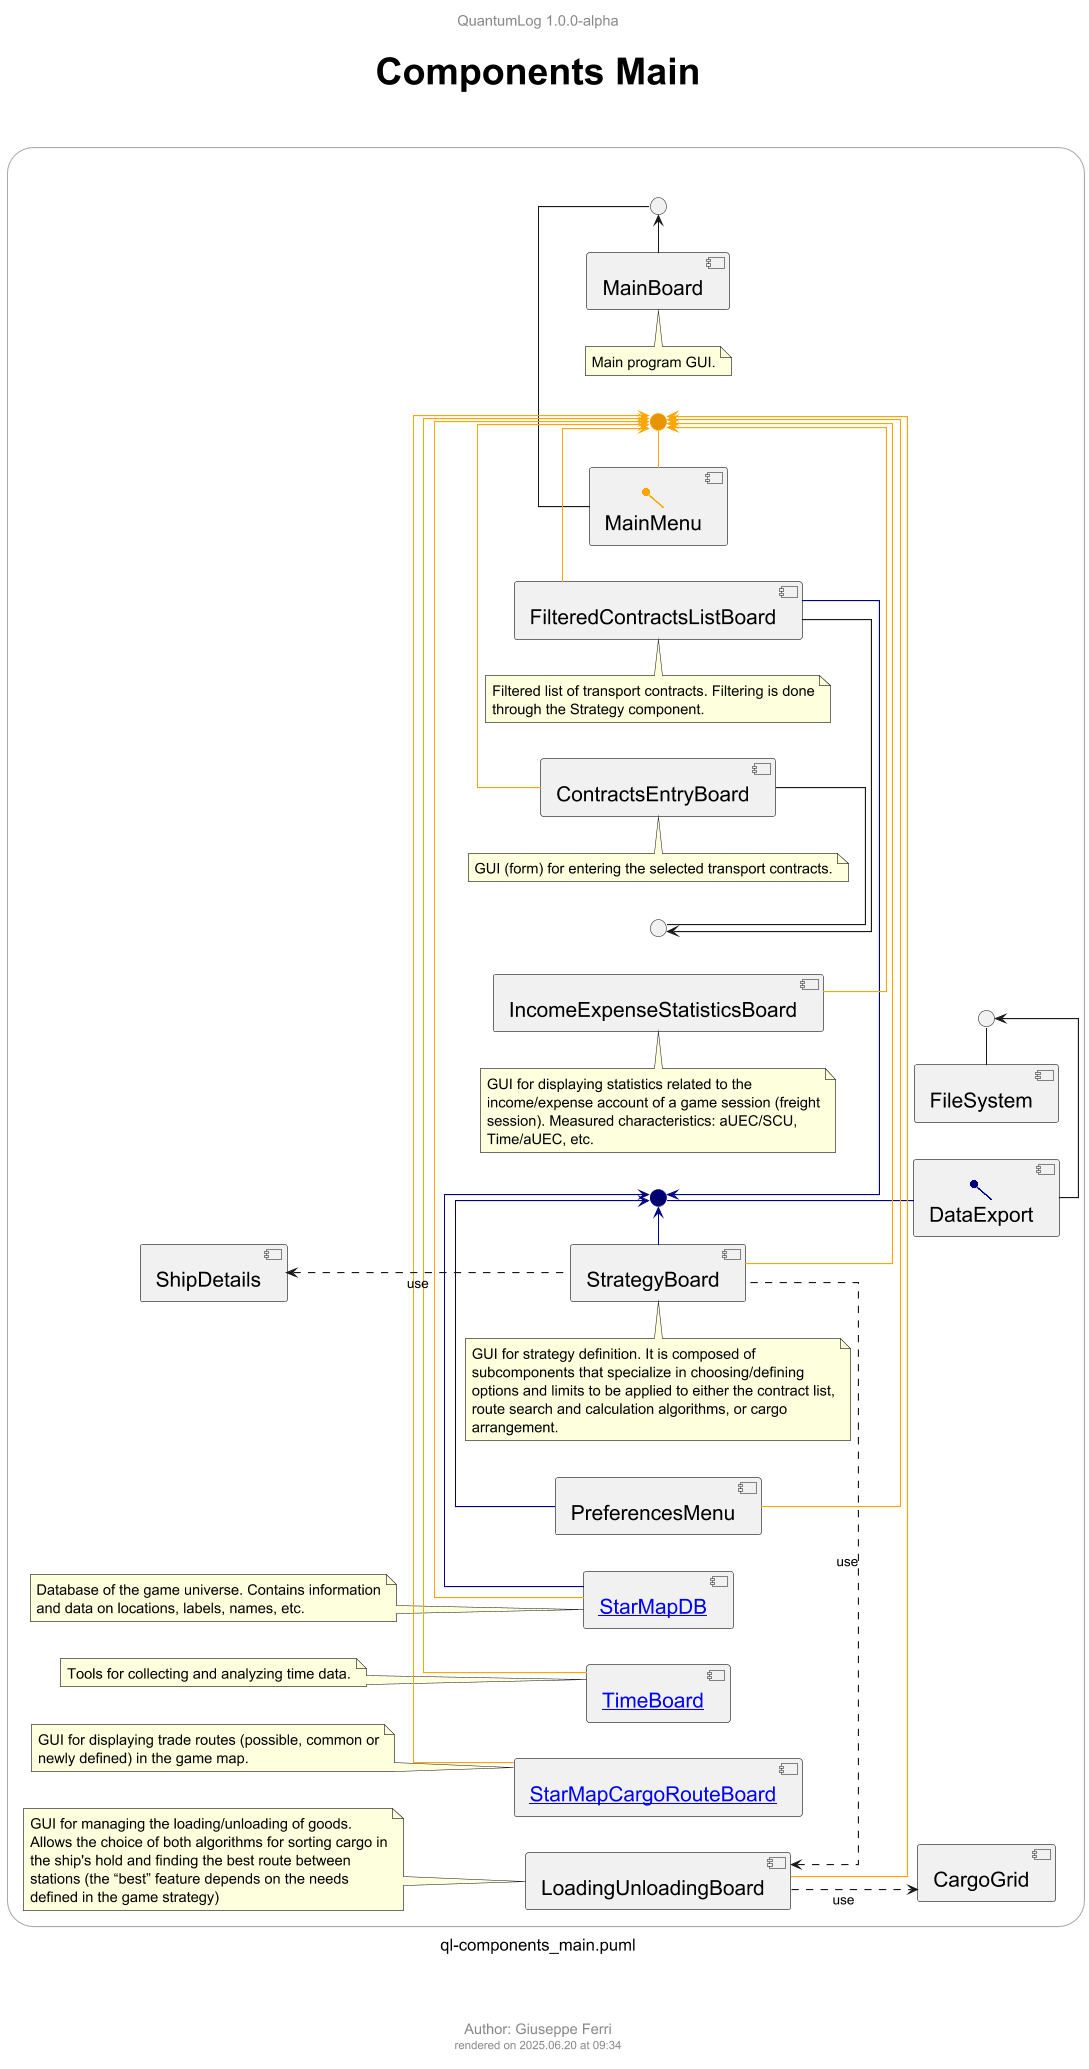 QuantumLog 1.0.0-alpha
Components Main
MainBoard
Main program GUI.
MainMenu
FilteredContractsListBoard
Filtered list of transport contracts. Filtering is done
through the Strategy component.
ContractsEntryBoard
GUI (form) for entering the selected transport contracts.
IncomeExpenseStatisticsBoard
GUI for displaying statistics related to the
income/expense account of a game session (freight
session). Measured characteristics: aUEC/SCU,
Time/aUEC, etc.
FileSystem
DataExport
ShipDetails
use
StrategyBoard
GUI for strategy definition. It is composed of
subcomponents that specialize in choosing/defining
options and limits to be applied to either the contract list,
route search and calculation algorithms, or cargo
arrangement.
PreferencesMenu
use
Database of the game universe. Contains information
and data on locations, labels, names, etc.
StarMapDB
Tools for collecting and analyzing time data.
TimeBoard
GUI for displaying trade routes (possible, common or
newly defined) in the game map.
StarMapCargoRouteBoard
GUI for managing the loading/unloading of goods.
Allows the choice of both algorithms for sorting cargo in
the ship's hold and finding the best route between
stations (the “best” feature depends on the needs
defined in the game strategy)
LoadingUnloadingBoard
use
CargoGrid
ql-components_main.puml
Author: Giuseppe Ferri
rendered on 2025.06.20 at 09:34